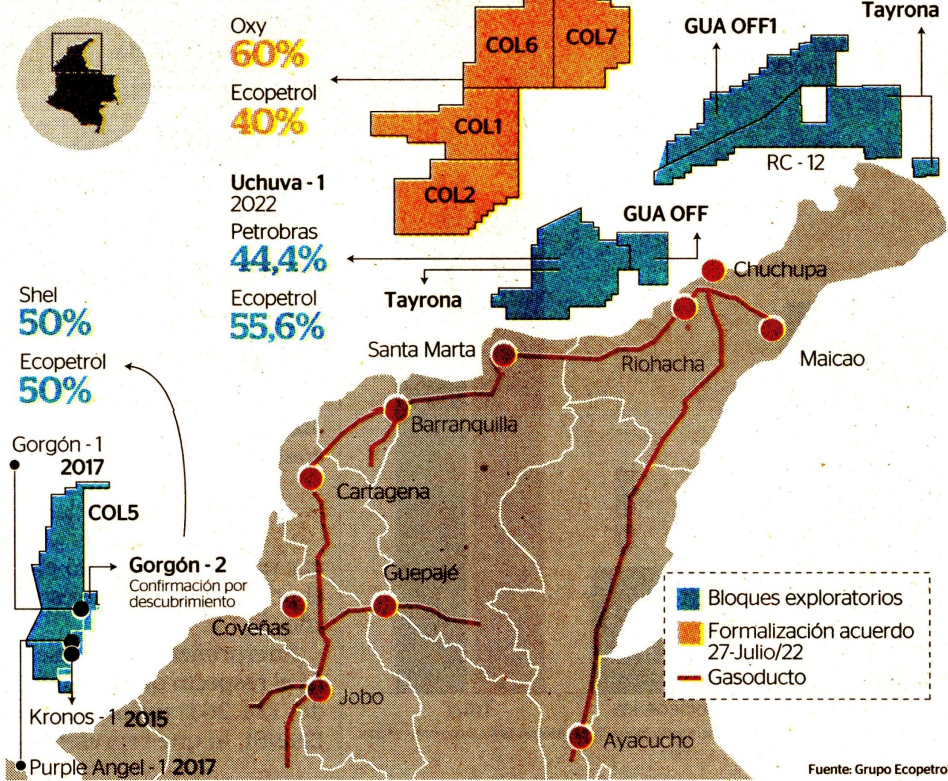 Oxy
60%
Ecopetrol
40%
COL6
COL7
COL1
COL2
GUA OFF1
Tayrona
RC - 12
Uchuva - 1
2022
Petrobras
44,4%
Ecopetrol
55,6%
GUA OFF
Tayrona
Shel
50%
Ecopetrol
50%
Gorgón - 1
2017
COL5
Gorgón - 2
Confirmación por
descubrimiento
Kronos - 1 2015
Purple Angel - 1 2017
Chuchupa
Riohacha
Maicao
Santa Marta
Barranquilla
Cartagena
Guepajé
Coveñas
Jobo
Ayacucho
Bloques exploratorios
Formalización acuerdo
27-Julio/22
Gasoducto
Fuente: Grupo Ecopetro